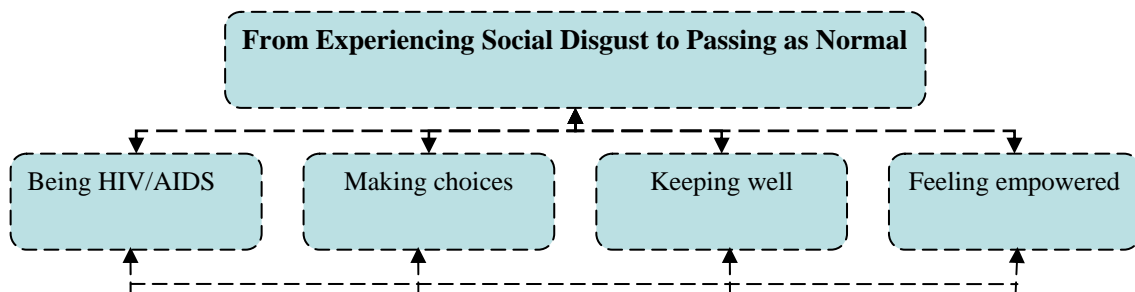 From Experiencing Social Disgust to Passing as Normal
Being HIV/AIDS
Making choices
Keeping well
Feeling empowered